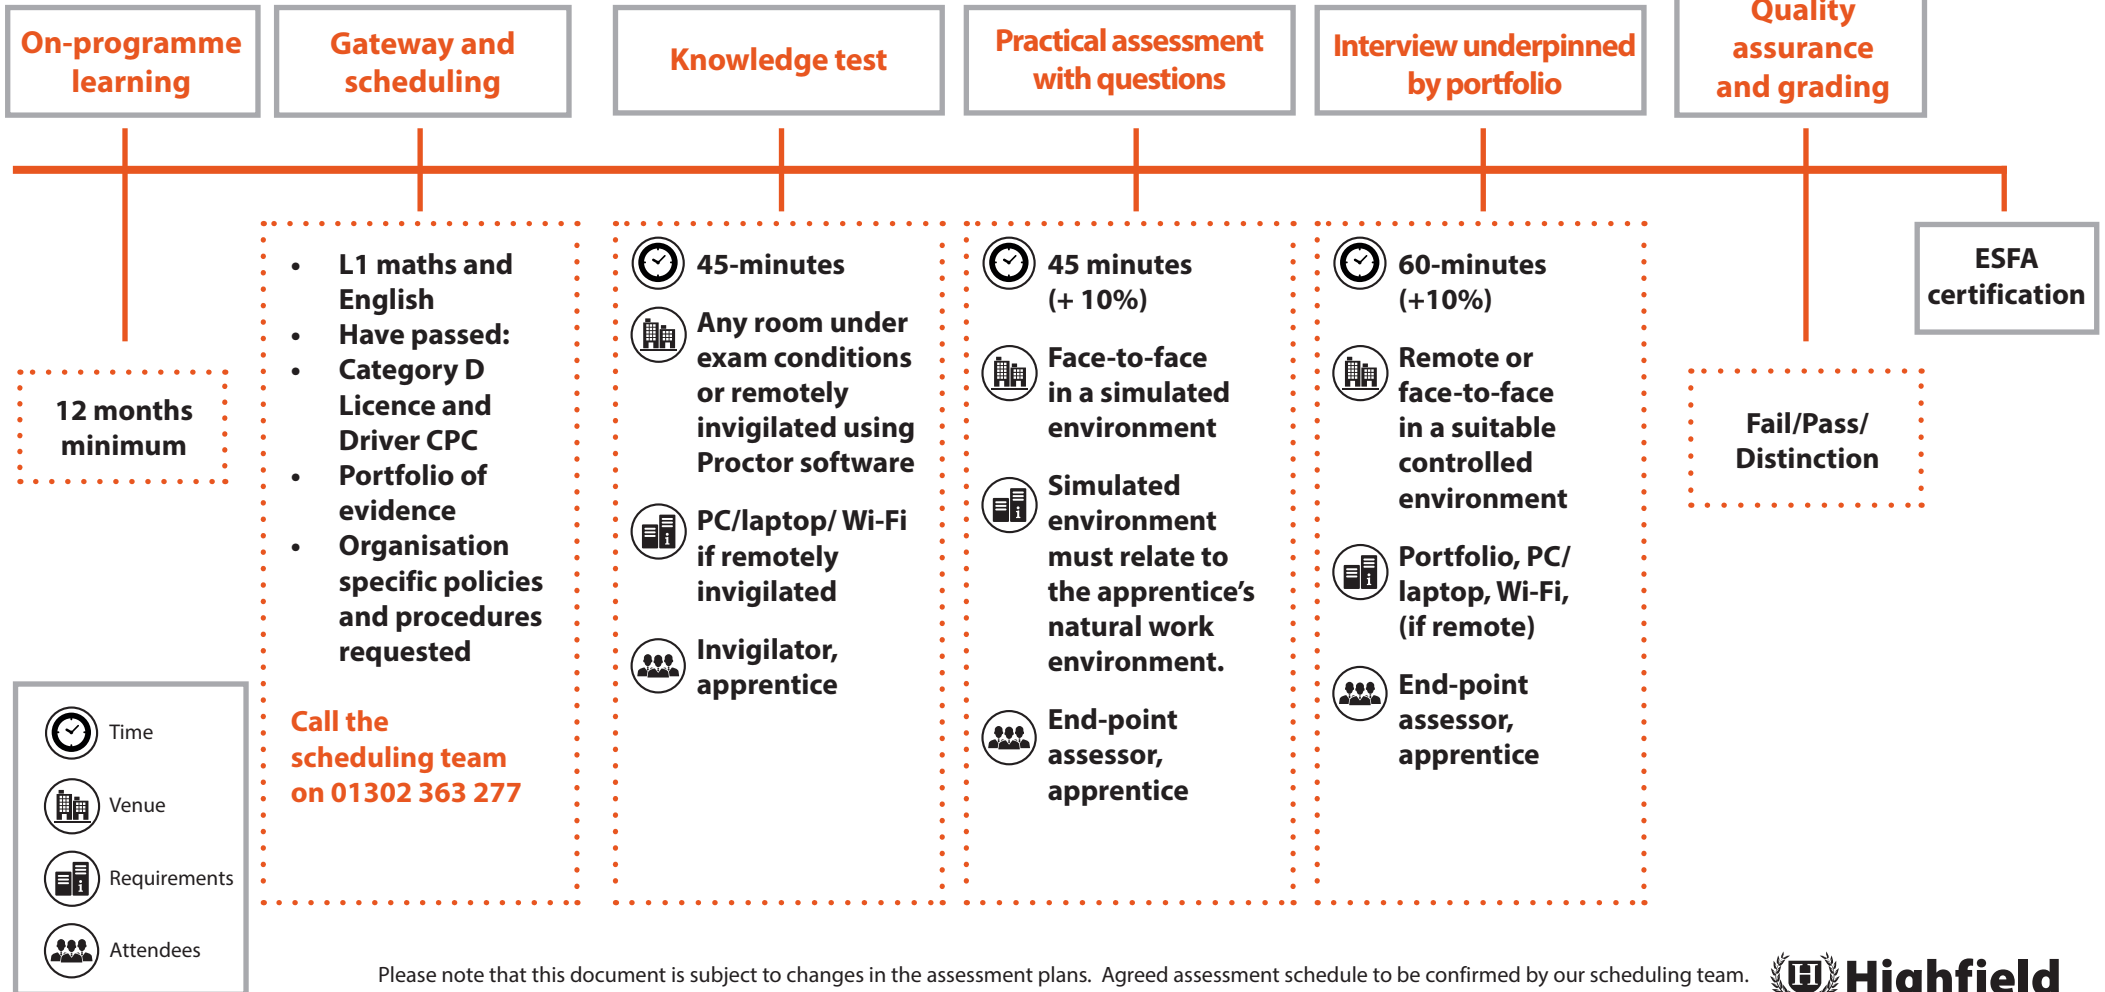 On-programme
learning
Gateway and
scheduling
Knowledge test
Practical assessment
with questions
Interview underpinned
by portfolio
Quality
assurance
and grading
12 months
minimum
• L1 maths and
English
• Have passed:
• Category D
Licence and
Driver CPC
• Portfolio of
evidence
• Organisation
specific policies
and procedures
requested
Call the
scheduling team
on 01302 363 277
45-minutes
Any room under
exam conditions
or remotely
invigilated using
Proctor software
PC/laptop/ Wi-Fi
if remotely
invigilated
Invigilator,
apprentice
45 minutes
(+ 10%)
Face-to-face
in a simulated
environment
Simulated
environment
must relate to
the apprentice's
natural work
environment.
End-point
assessor,
apprentice
60-minutes
(+10%)
Remote or
face-to-face
in a suitable
controlled
environment
Portfolio, PC/
laptop, Wi-Fi,
(if remote)
End-point
assessor,
apprentice
Fail/Pass/
Distinction
ESFA
certification
Time
Venue
Requirements
Attendees
Please note that this document is subject to changes in the assessment plans. Agreed assessment schedule to be confirmed by our scheduling team.
H Highfield